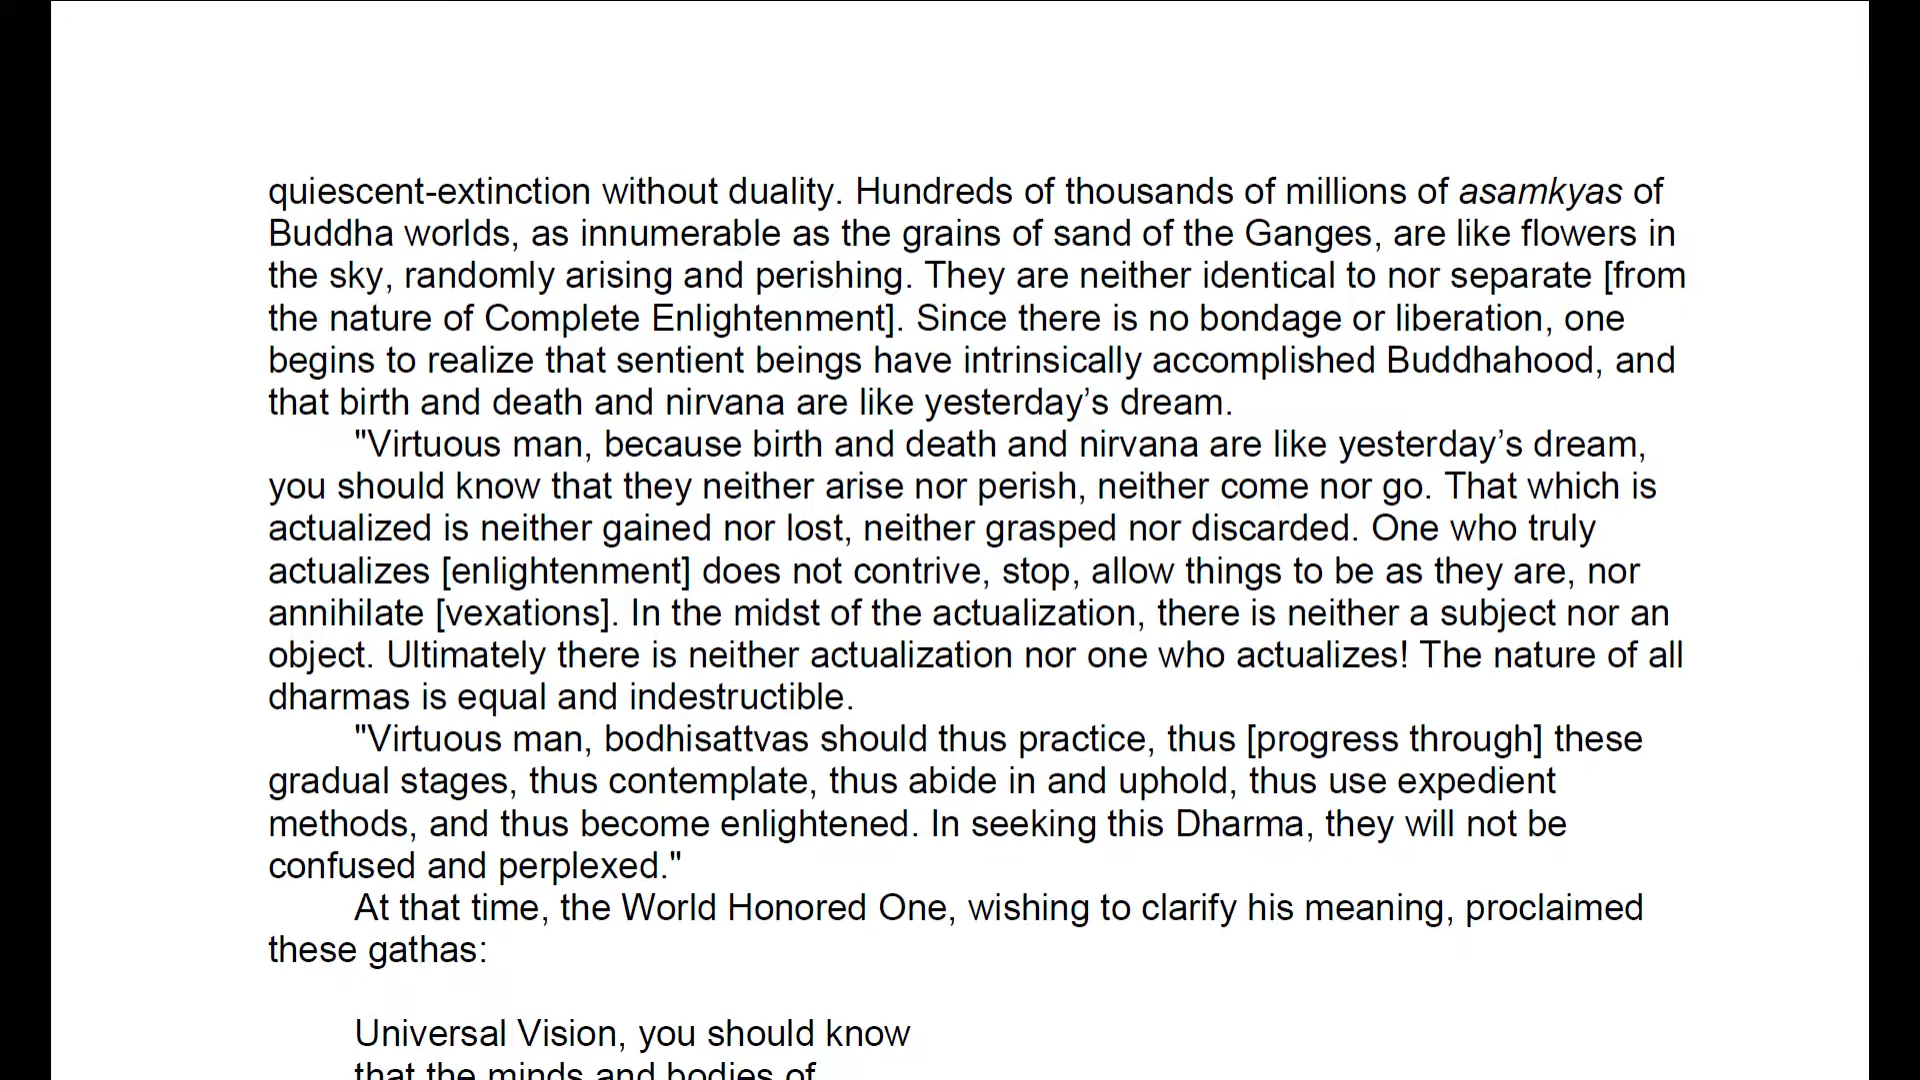 quiescent-extinction without duality. Hundreds of thousands of millions of asamkyas of
Buddha worlds, as innumerable as the grains of sand of the Ganges, are like flowers in
the sky, randomly arising and perishing. They are neither identical to nor separate [from
the nature of Complete Enlightenment]. Since there is no bondage or liberation, one
begins to realize that sentient beings have intrinsically accomplished Buddhahood, and
that birth and death and nirvana are like yesterday’s dream.
"Virtuous man, because birth and death and nirvana are like yesterday’s dream,
you should know that they neither arise nor perish, neither come nor go. That which is
actualized is neither gained nor lost, neither grasped nor discarded. One who truly
actualizes [enlightenment] does not contrive, stop, allow things to be as they are, nor
annihilate [vexations]. In the midst of the actualization, there is neither a subject nor an
object. Ultimately there is neither actualization nor one who actualizes! The nature of all
dharmas is equal and indestructible.
"Virtuous man, bodhisattvas should thus practice, thus [progress through] these
gradual stages, thus contemplate, thus abide in and uphold, thus use expedient
methods, and thus become enlightened. In seeking this Dharma, they will not be
confused and perplexed."
At that time, the World Honored One, wishing to clarify his meaning, proclaimed
these gathas:
Universal Vision, you should know
that the minds and bodies of